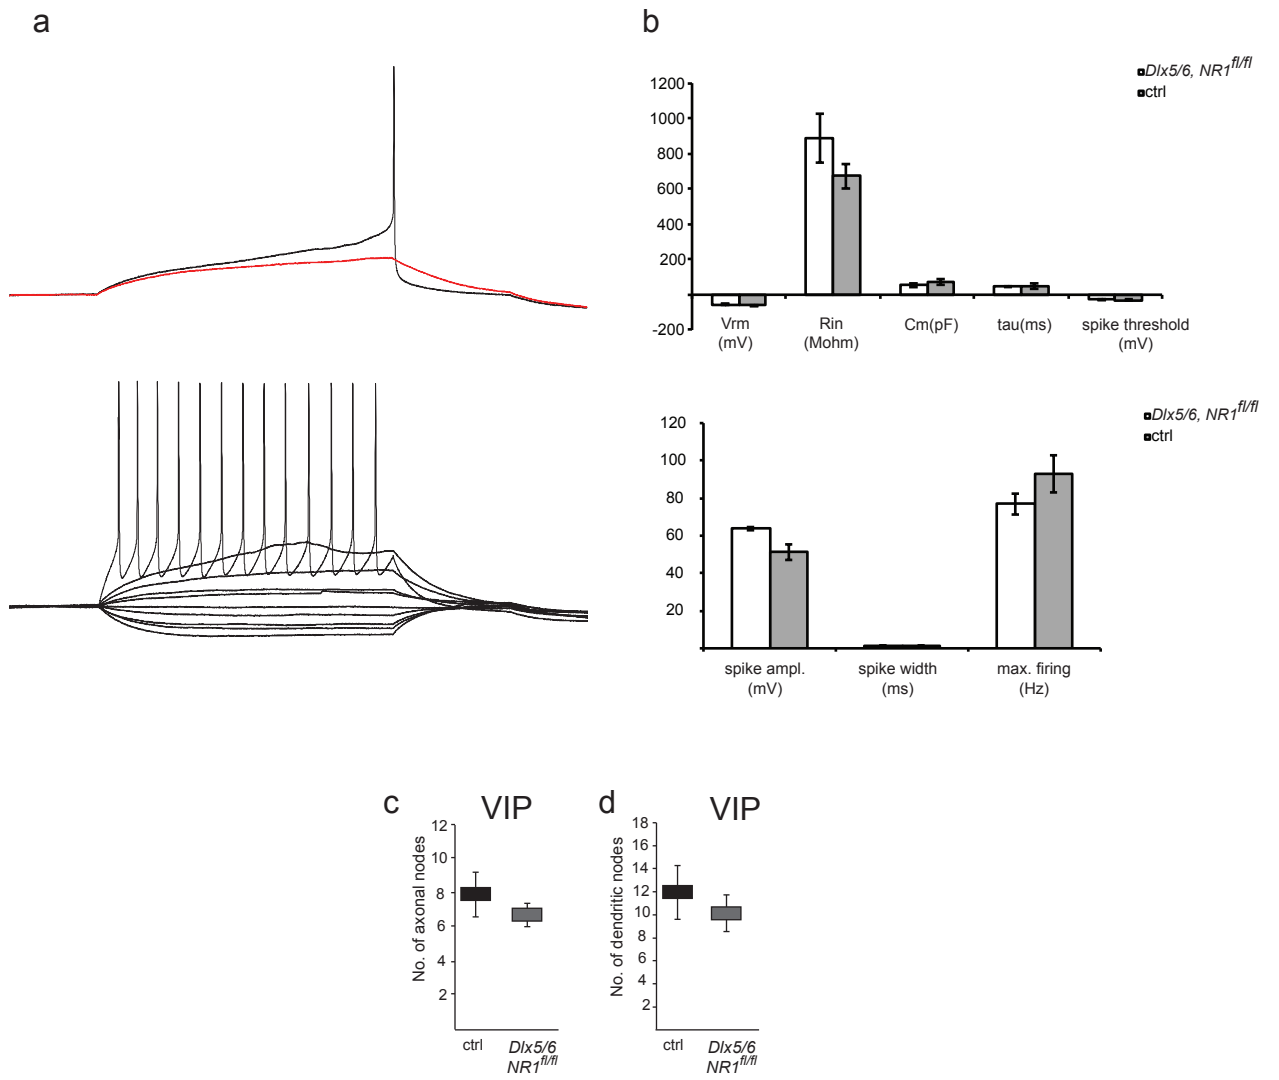 a
b
Dlx5/6, NR1fl/fl
ctrl
1200
1000
800
600
400
200
-200
Vrm
(mV)
Rin
(Mohm)
Cm(pF)
tau(ms)
spike threshold
(mV)
Dlx5/6, NR1fl/fl
ctrl
120
100
80
60
40
20
spike ampl.
(mV)
spike width
(ms)
max. firing
(Hz)
c
VIP
No. of axonal nodes
12
10
8
6
4
2
ctrl
Dlx5/6
NR1fl/fl
d
VIP
No. of dendritic nodes
18
16
14
12
10
8
6
4
2
ctrl
Dlx5/6
NR1fl/fl